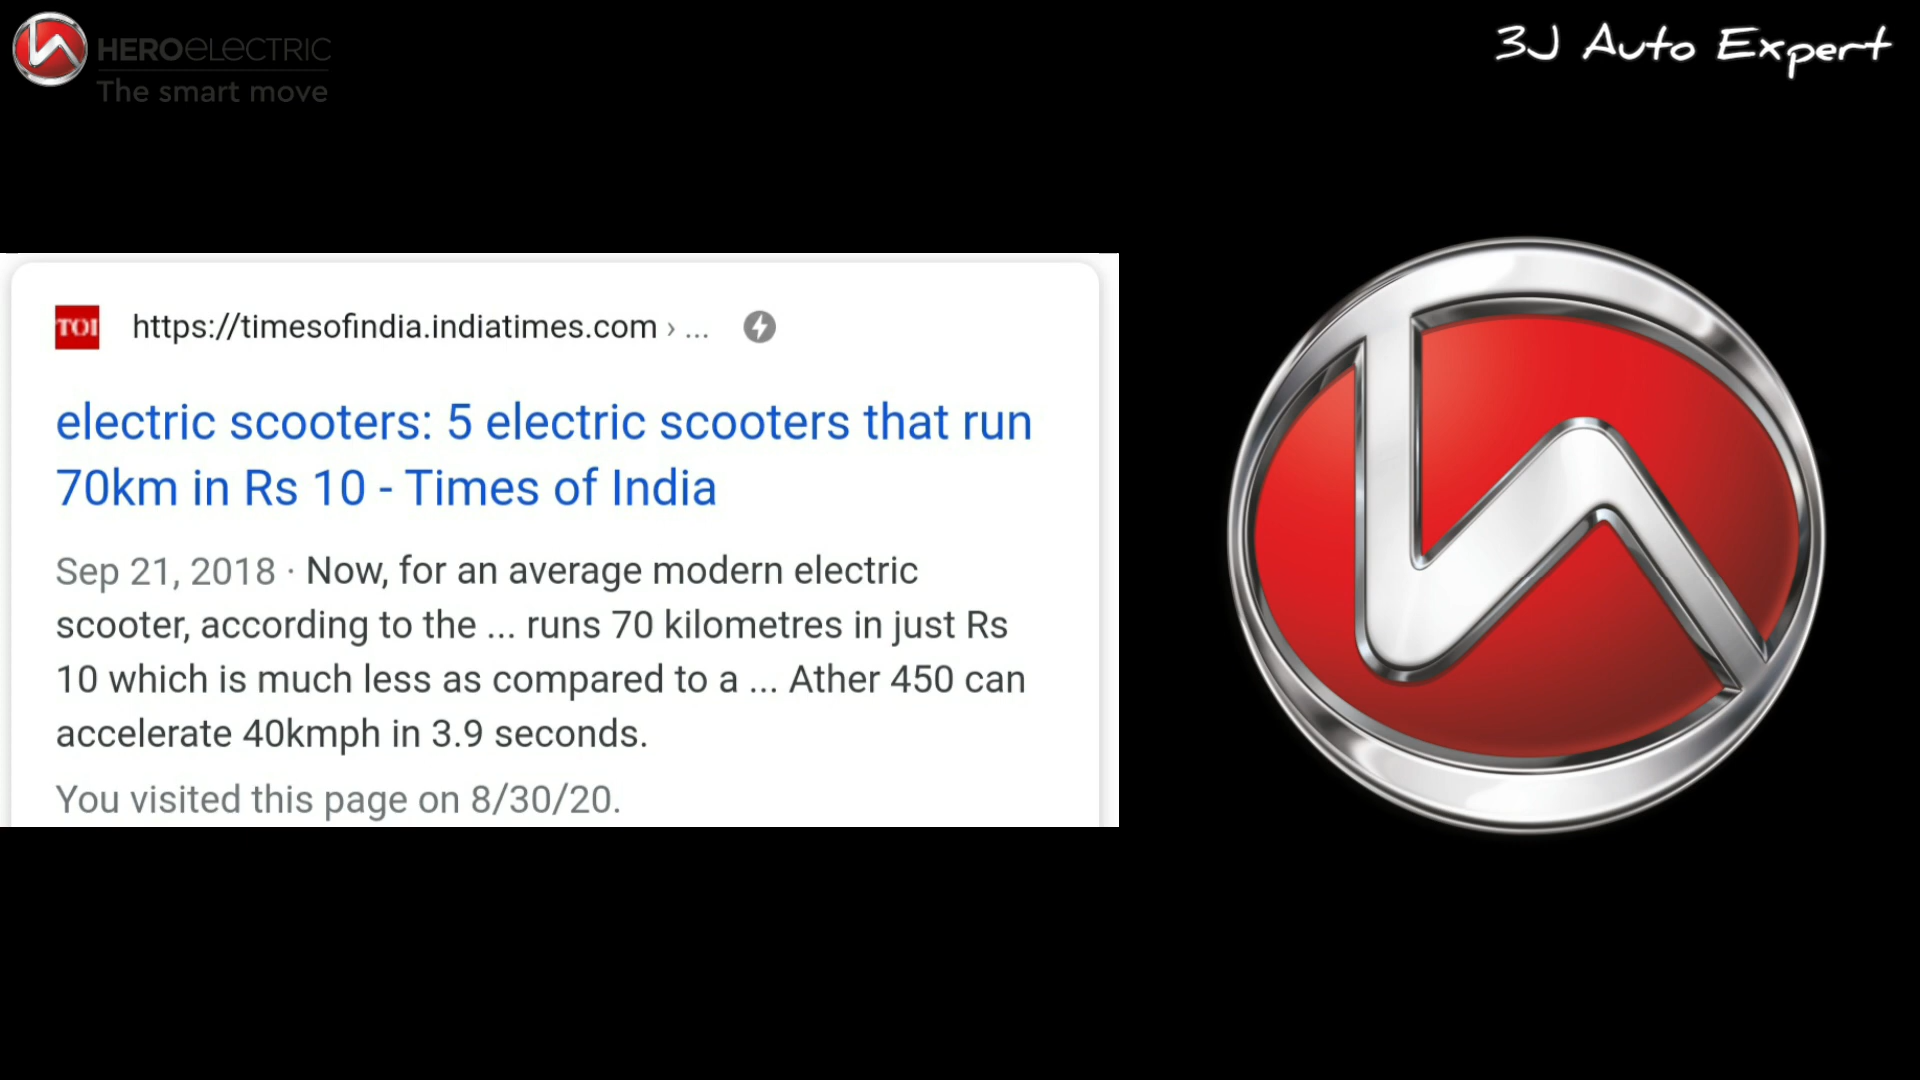 HEROELECTRIC
The smart move
3J Auto Expert
TOI https://timesofindia.indiatimes.com › ...
electric scooters: 5 electric scooters that run
70km in Rs 10 - Times of India
Sep 21, 2018 · Now, for an average modern electric
scooter, according to the ... runs 70 kilometres in just Rs
10 which is much less as compared to a ... Ather 450 can
accelerate 40kmph in 3.9 seconds.
You visited this page on 8/30/20.